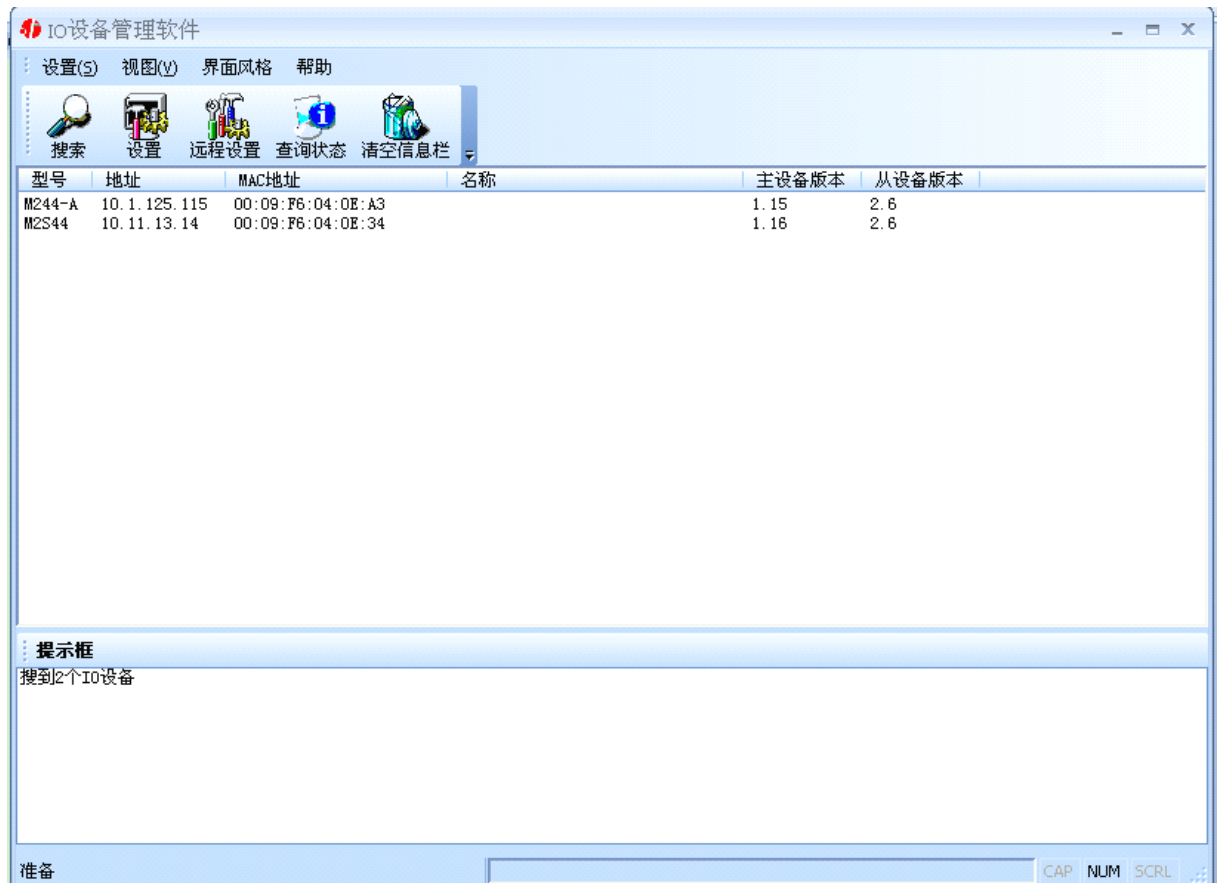 IO设备管理软件
设置(S) 视图(V) 界面风格 帮助
搜索 设置 远程设置 查询状态 清空信息栏
型号 地址 MAC地址 名称 主设备版本 从设备版本
M244-A 10.1.125.115 00:09:F6:04:0E:A3 1.15 2.6
M2S44 10.11.13.14 00:09:F6:04:0E:34 1.16 2.6
提示框
搜到2个IO设备
准备 CAP NUM SCRL